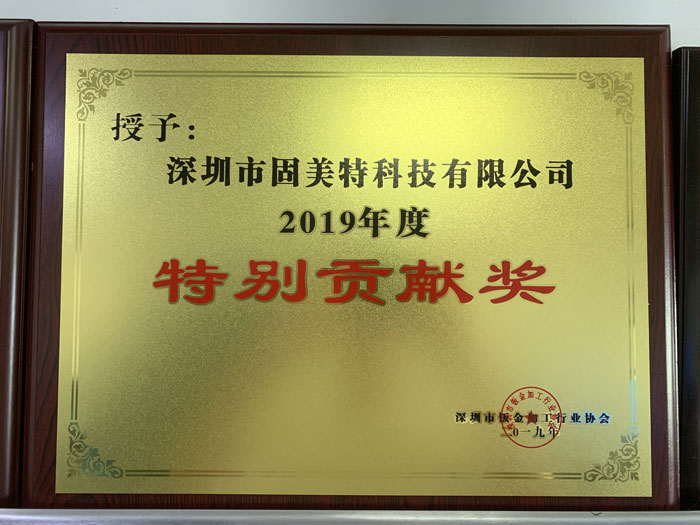 授予：
深圳市固美特科技有限公司
2019年度
特别贡献奖
深圳市钣金加工行业协会
二〇一九年